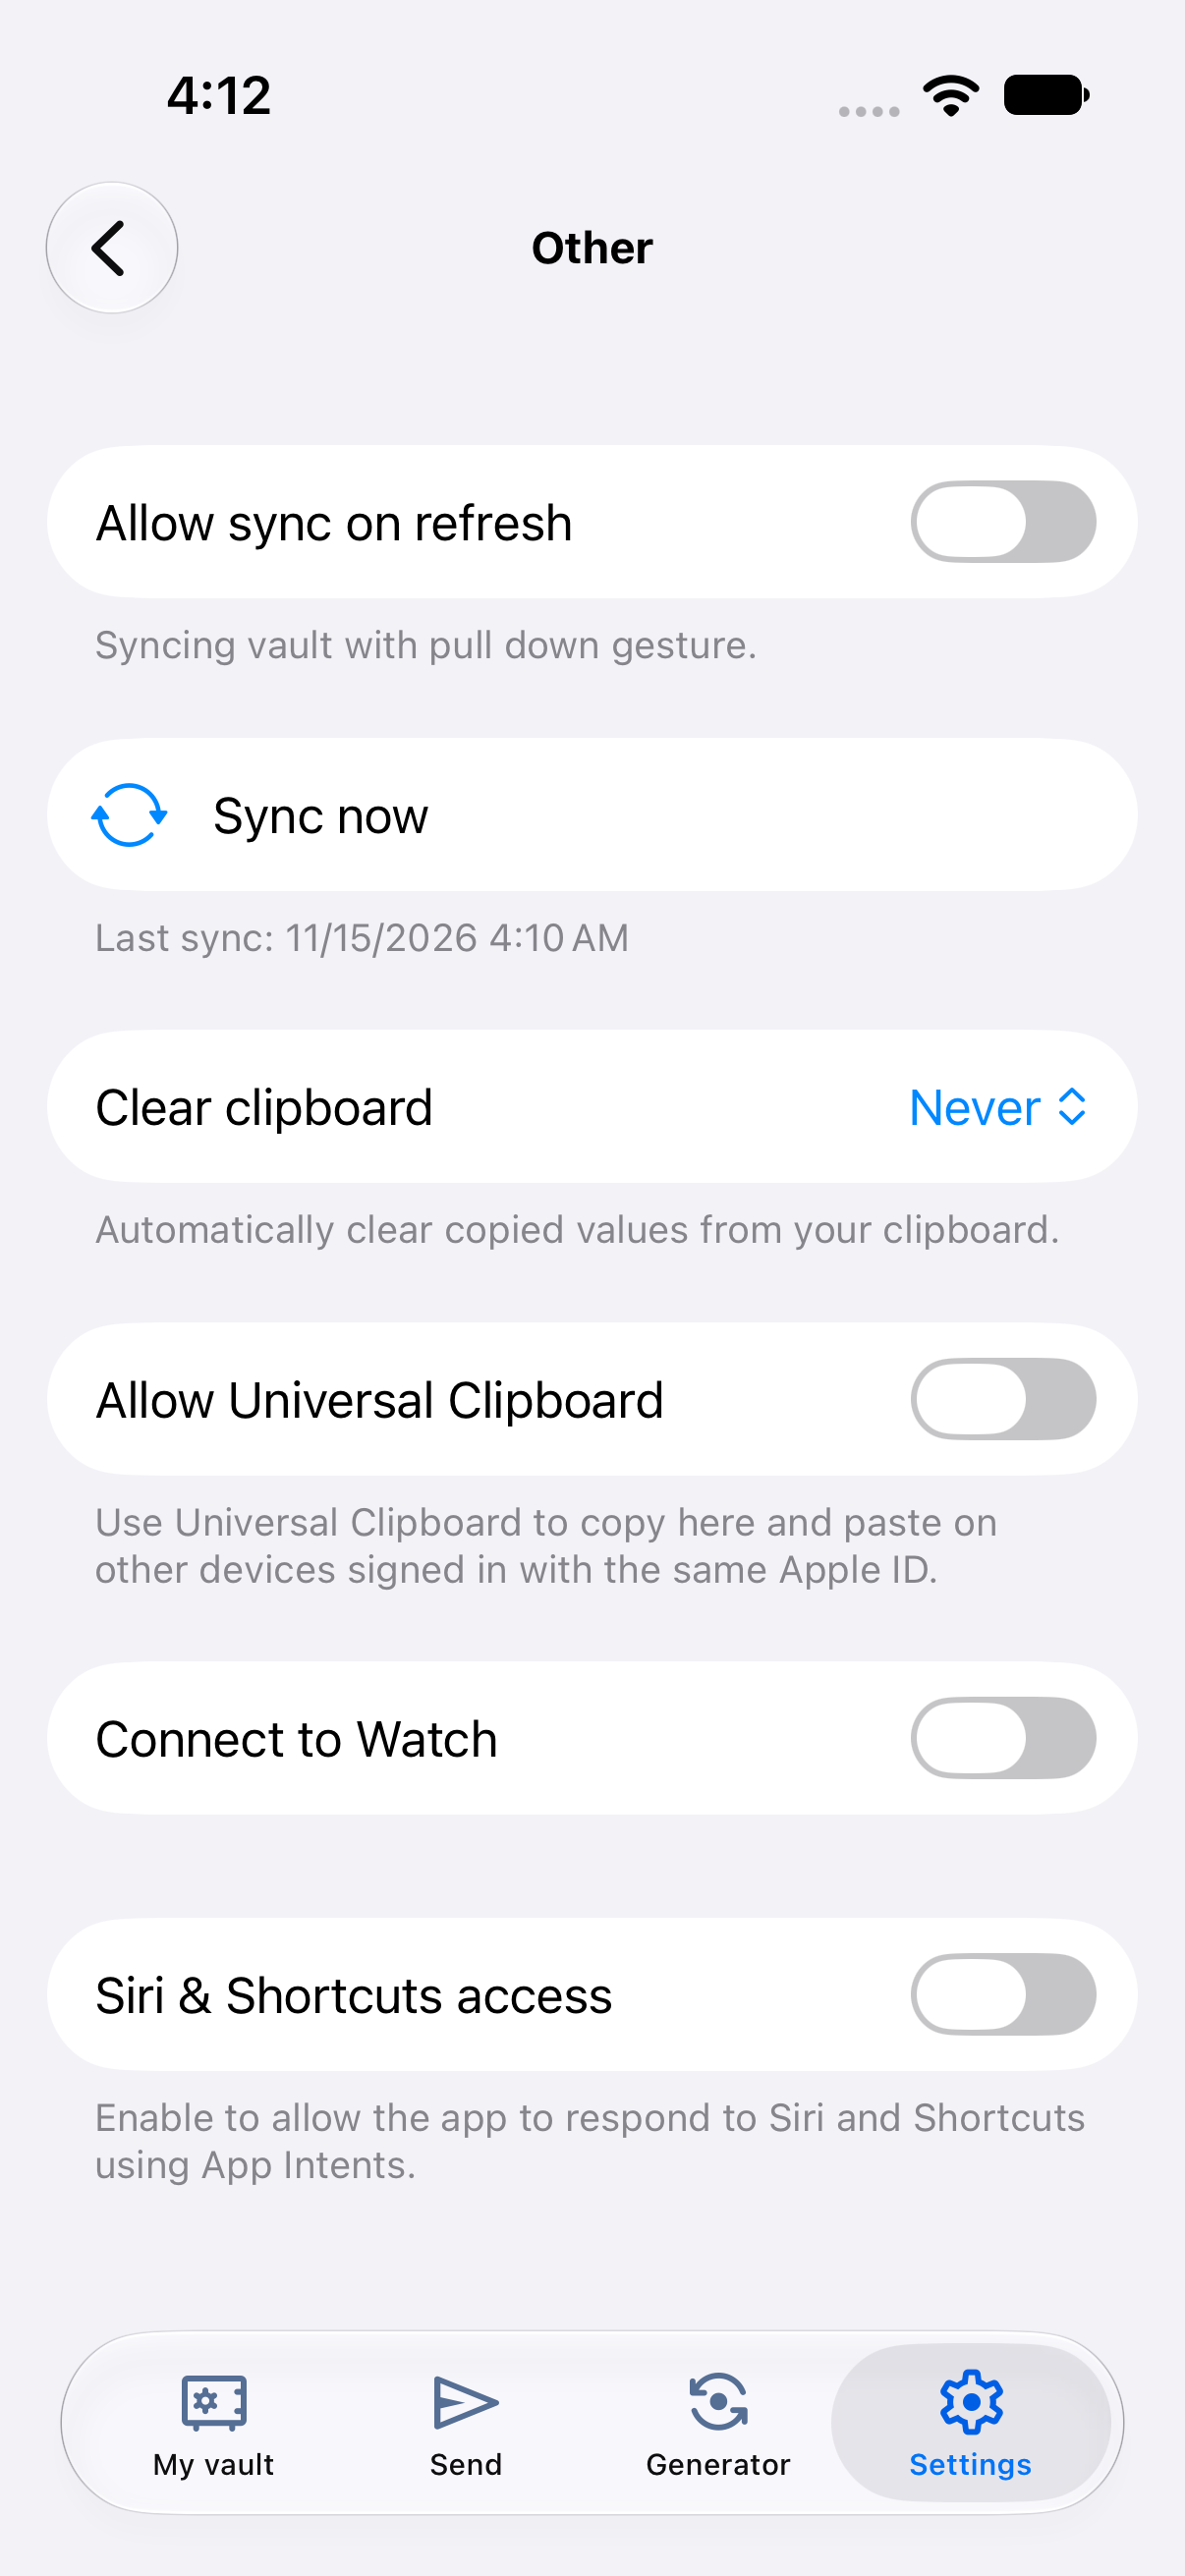 4:12
Other
Allow sync on refresh
Syncing vault with pull down gesture.
Sync now
Last sync: 11/15/2026 4:10 AM
Clear clipboard
Never
Automatically clear copied values from your clipboard.
Allow Universal Clipboard
Use Universal Clipboard to copy here and paste on
other devices signed in with the same Apple ID.
Connect to Watch
Siri & Shortcuts access
Enable to allow the app to respond to Siri and Shortcuts
using App Intents.
My vault
Send
Generator
Settings